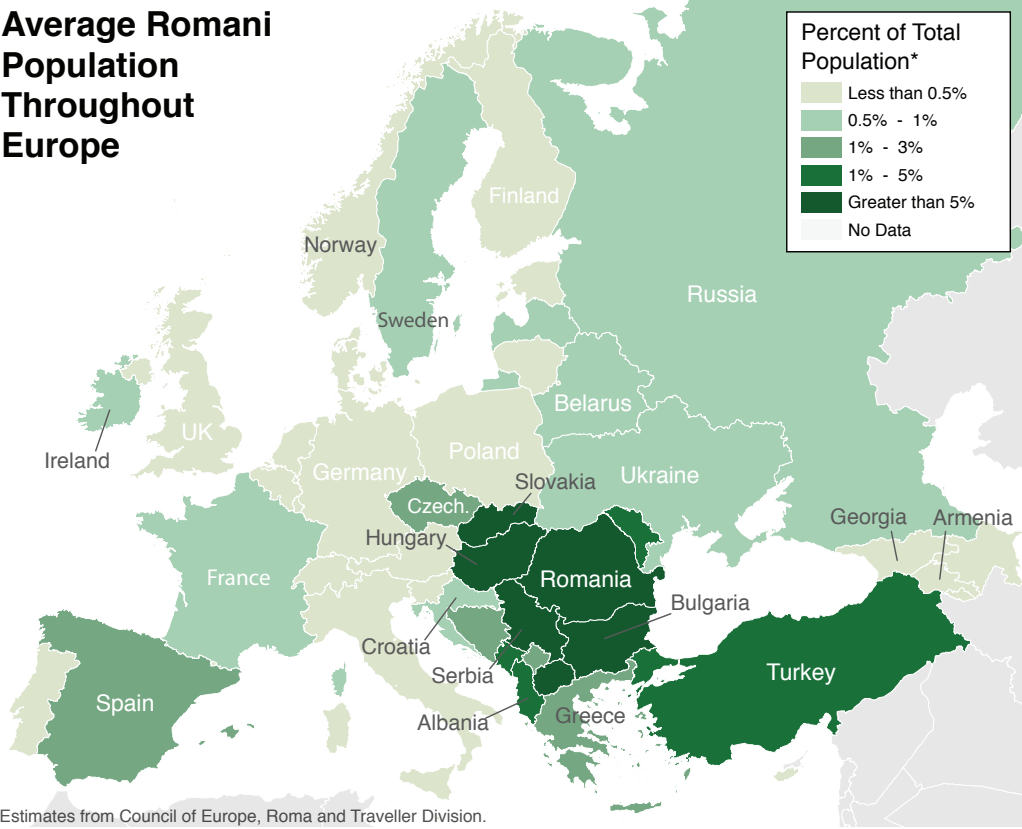 Average Romani
Population
Throughout
Europe
Percent of Total
Population*
Less than 0.5%
0.5% - 1%
1% - 3%
1% - 5%
Greater than 5%
No Data
Finland
Norway
Russia
Sweden
Belarus
UK
Ireland
Poland
Germany
Ukraine
Slovakia
Czech.
Georgia
Armenia
Hungary
France
Romania
Bulgaria
Croatia
Serbia
Turkey
Spain
Albania
Greece
Estimates from Council of Europe, Roma and Traveller Division.